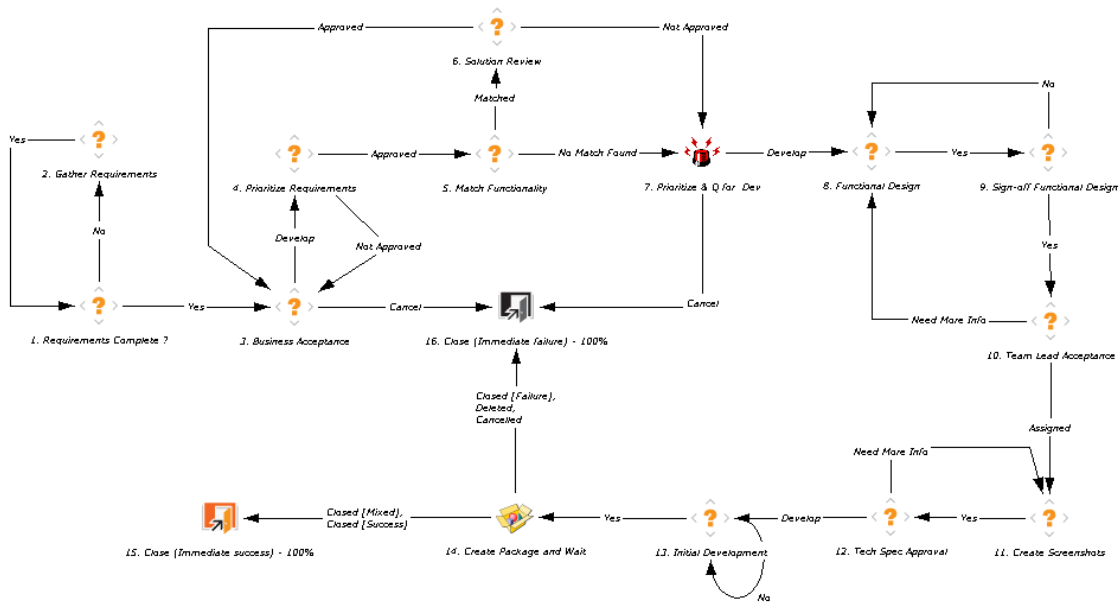 Approved
Not Approved
6. Solution Review
Matched
No
Yes
2. Gather Requirements
Approved
No Match Found
Develop
Yes
4. Prioritize Requirements
5. Match Functionality
7. Prioritize & Q for Dev
8. Functional Design
9. Sign-off Functional Design
No
Develop
Not Approved
Yes
Yes
Cancel
Cancel
Need More Info
1. Requirements Complete ?
3. Business Acceptance
16. Close (Immediate failure) - 100%
10. Team Lead Acceptance
Closed [Failure],
Deleted,
Cancelled
Assigned
Need More Info
Closed [Mixed],
Closed [Success]
Yes
Develop
Yes
15. Close (Immediate success) - 100%
14. Create Package and Wait
13. Initial Development
12. Tech Spec Approval
11. Create Screenshots
No